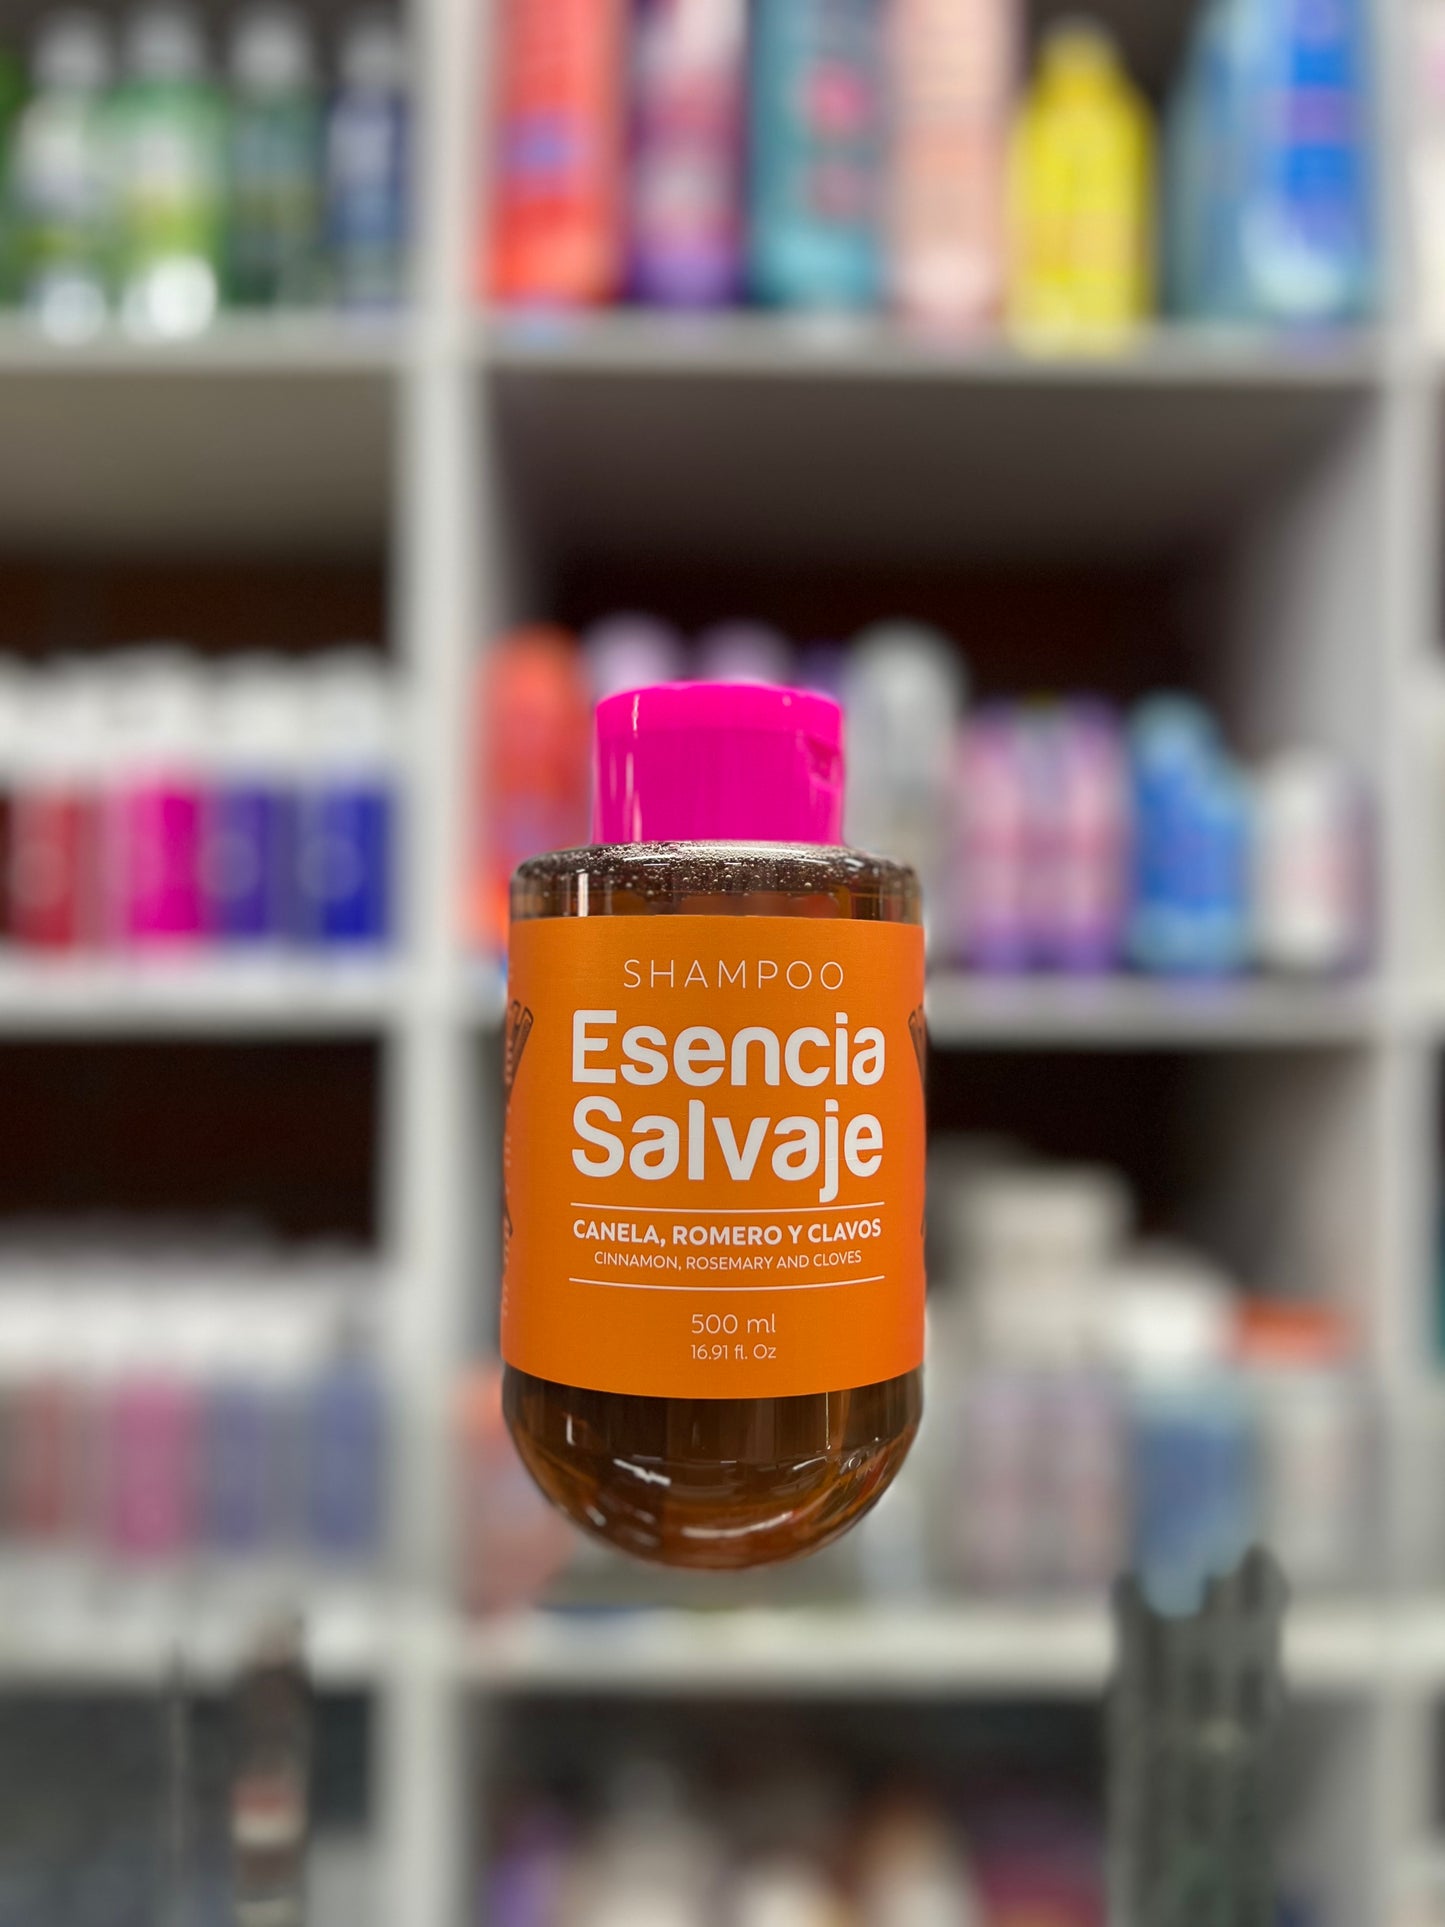 SHAMPOO
Esencia
Salvaje
CANELA, ROMERO Y CLAVOS
CINNAMON, ROSEMARY AND CLOVES
500 ml
16.91 fl. Oz